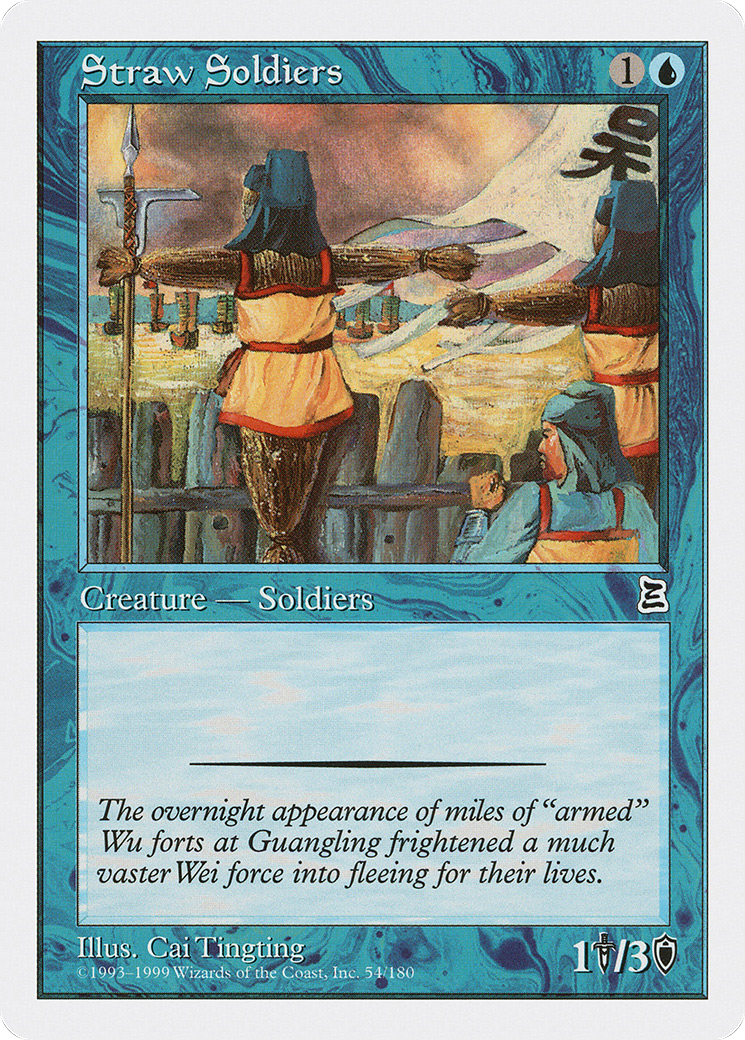 Straw Soldiers 1
吴
Creature — Soldiers
The overnight appearance of miles of “armed”
Wu forts at Guangling frightened a much
vaster Wei force into fleeing for their lives.
Illus. Cai Tingting
©1993–1999 Wizards of the Coast, Inc. 54/180
1/3